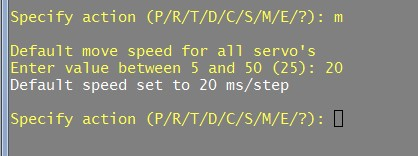 Specify action (P/R/T/D/C/S/M/E/?): m
Default move speed for all servo's
Enter value between 5 and 50 (25): 20
Default speed set to 20 ms/step
Specify action (P/R/T/D/C/S/M/E/?):